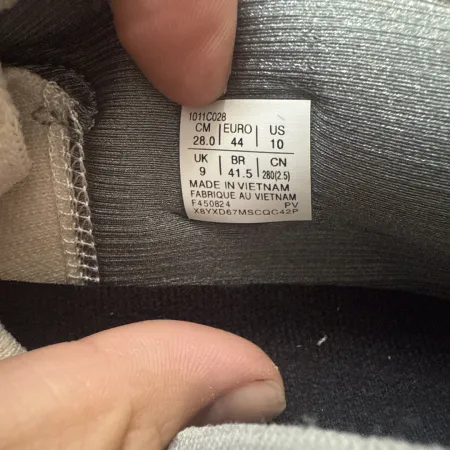 1011C028
CM | EURO | US
28.0 | 44 | 10
UK | BR | CN
9 | 41.5 | 280(2.5)
MADE IN VIETNAM
FABRIQUE AU VIETNAM
F450824 PV
X8YXD67MSCQC42P